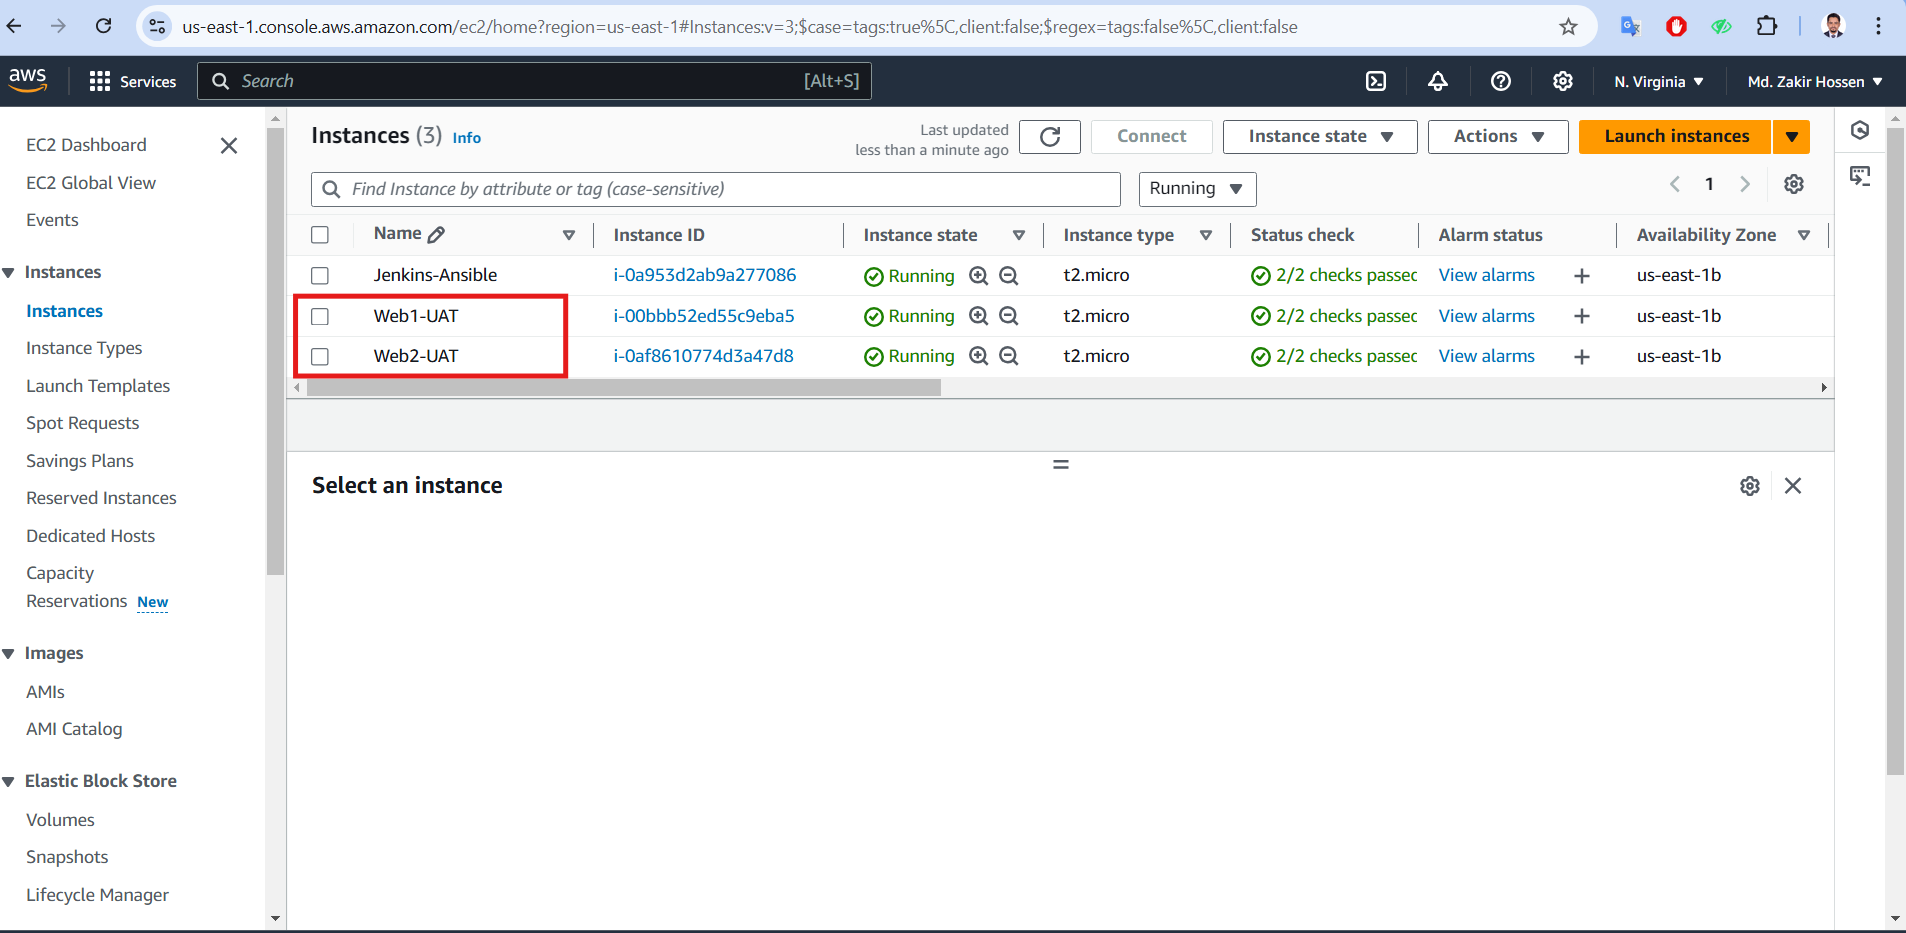 us-east-1.console.aws.amazon.com/ec2/home?region=us-east-1#Instances:v=3;$case=tags:true%5C,client:false;$regex=tags:false%5C,client:false
aws Services Search [Alt+S] N. Virginia Md. Zakir Hossen
EC2 Dashboard
EC2 Global View
Events
Instances
Instances
Instance Types
Launch Templates
Spot Requests
Savings Plans
Reserved Instances
Dedicated Hosts
Capacity
Reservations New
Images
AMIs
AMI Catalog
Elastic Block Store
Volumes
Snapshots
Lifecycle Manager
Instances (3) Info
Last updated
less than a minute ago
Connect Instance state Actions Launch instances
Find Instance by attribute or tag (case-sensitive) Running 1
Name Instance ID Instance state Instance type Status check Alarm status Availability Zone
Jenkins-Ansible i-0a953d2ab9a277086 Running t2.micro 2/2 checks passec View alarms + us-east-1b
Web1-UAT i-00bbb52ed55c9eba5 Running t2.micro 2/2 checks passec View alarms + us-east-1b
Web2-UAT i-0af8610774d3a47d8 Running t2.micro 2/2 checks passec View alarms + us-east-1b
Select an instance